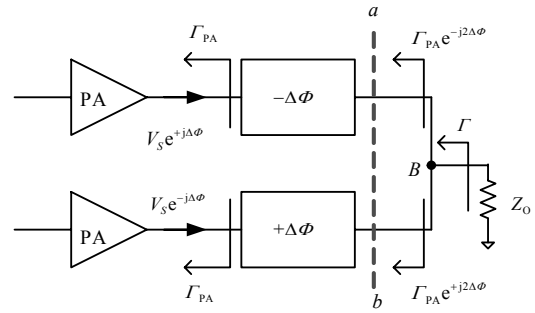 a
Γ_PA
Γ_PA e^−j2ΔΦ
PA
−ΔΦ
V_S e^+jΔΦ
Γ
B
Z_O
V_S e^−jΔΦ
PA
+ΔΦ
Γ_PA
Γ_PA e^+j2ΔΦ
b